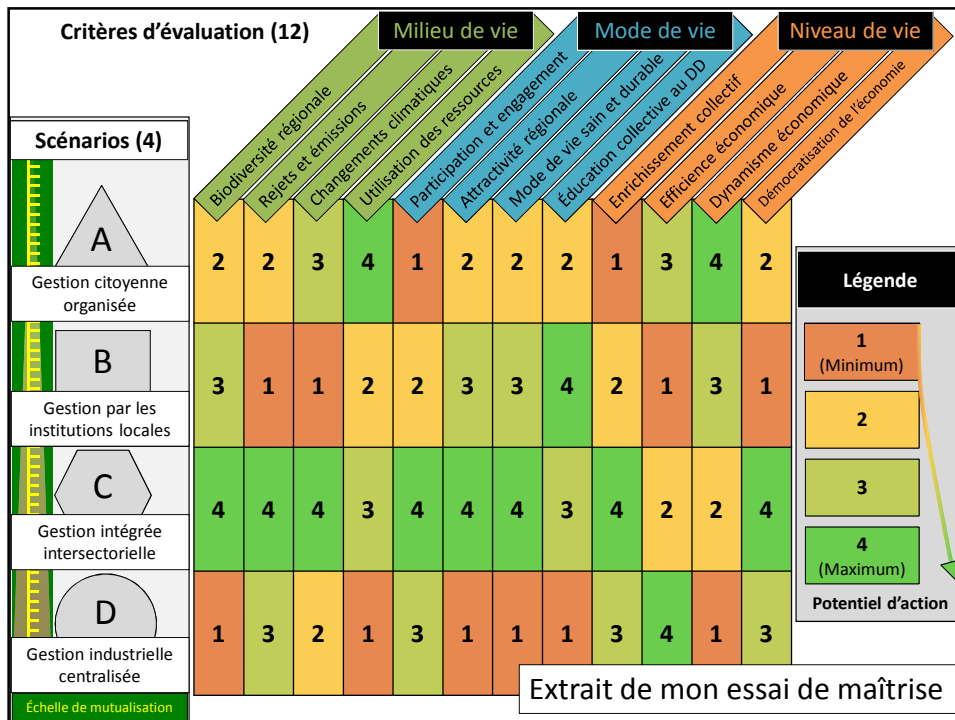 Critères d'évaluation (12)
Milieu de vie
Mode de vie
Niveau de vie
Biodiversité régionale
Rejets et émissions
Changements climatiques
Utilisation des ressources
Participation et engagement
Attractivité régionale
Mode de vie sain et durable
Éducation collective au DD
Enrichissement collectif
Efficience économique
Dynamisme économique
Démocratisation de l'économie
Scénarios (4)
A
Gestion citoyenne
organisée
2 2 3 4 1 2 2 2 1 3 4 2
B
Gestion par les
institutions locales
3 1 1 2 2 3 3 4 2 1 3 1
C
Gestion intégrée
intersectorielle
4 4 4 3 4 4 4 3 4 2 2 4
D
Gestion industrielle
centralisée
1 3 2 1 3 1 1 1 3 4 1 3
Échelle de mutualisation
Légende
1
(Minimum)
2
3
4
(Maximum)
Potentiel d'action
Extrait de mon essai de maîtrise